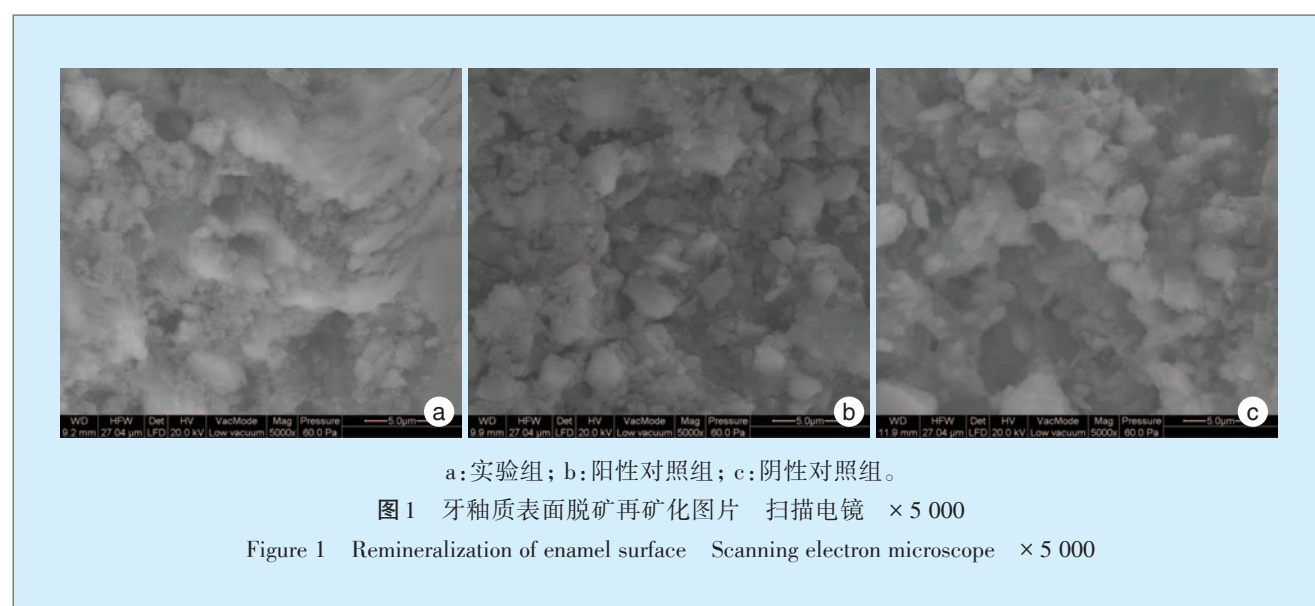 WD HFW Det HV VacMode Mag Pressure 5.0μm
9.2 mm 27.04 μm LFD 20.0 kV Low vacuum 5000x 60.0 Pa
a
WD HFW Det HV VacMode Mag Pressure 5.0μm
9.9 mm 27.04 μm LFD 20.0 kV Low vacuum 5000x 60.0 Pa
b
WD HFW Det HV VacMode Mag Pressure 5.0μm
11.9 mm 27.04 μm LFD 20.0 kV Low vacuum 5000x 60.0 Pa
c
a:实验组; b:阳性对照组; c:阴性对照组。
图1 牙釉质表面脱矿再矿化图片 扫描电镜 × 5 000
Figure 1 Remineralization of enamel surface Scanning electron microscope × 5 000